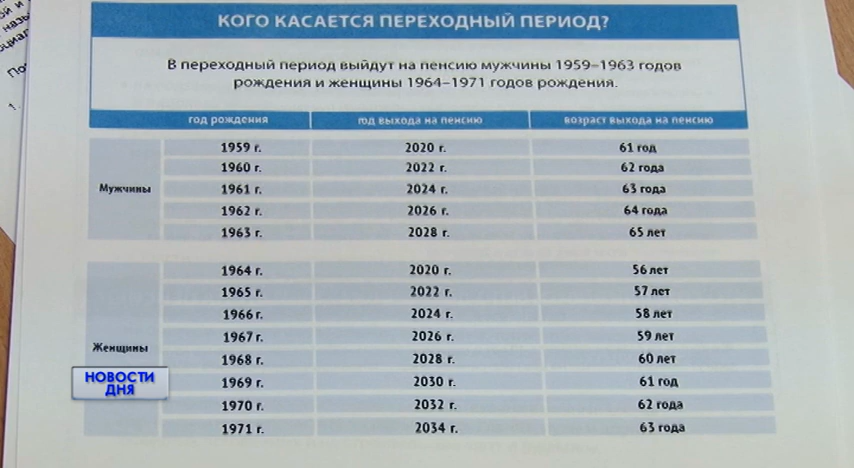 КОГО КАСАЕТСЯ ПЕРЕХОДНЫЙ ПЕРИОД?
В переходный период выйдут на пенсию мужчины 1959–1963 годов
рождения и женщины 1964–1971 годов рождения.
год рождения год выхода на пенсию возраст выхода на пенсию
1959 г. 2020 г. 61 год
1960 г. 2022 г. 62 года
Мужчины 1961 г. 2024 г. 63 года
1962 г. 2026 г. 64 года
1963 г. 2028 г. 65 лет
1964 г. 2020 г. 56 лет
1965 г. 2022 г. 57 лет
1966 г. 2024 г. 58 лет
1967 г. 2026 г. 59 лет
Женщины 1968 г. 2028 г. 60 лет
1969 г. 2030 г. 61 год
1970 г. 2032 г. 62 года
1971 г. 2034 г. 63 года
НОВОСТИ
ДНЯ
1.